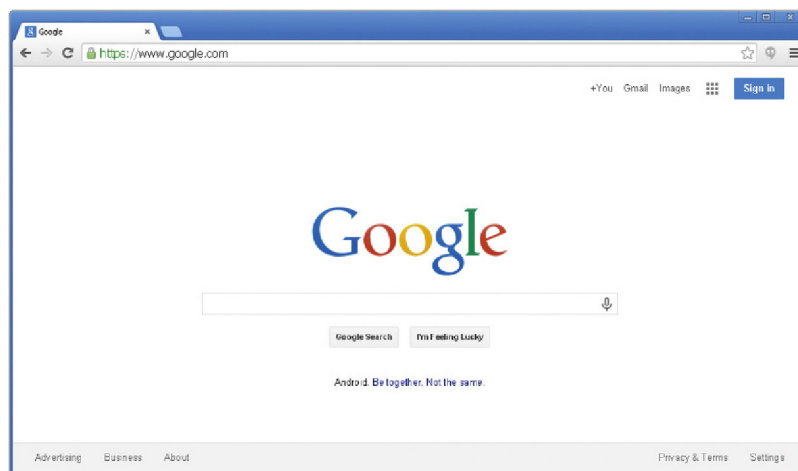 Google
https://www.google.com
+You Gmail Images Sign in
Google
Google Search I'm Feeling Lucky
Android. Be together. Not the same.
Advertising Business About Privacy & Terms Settings